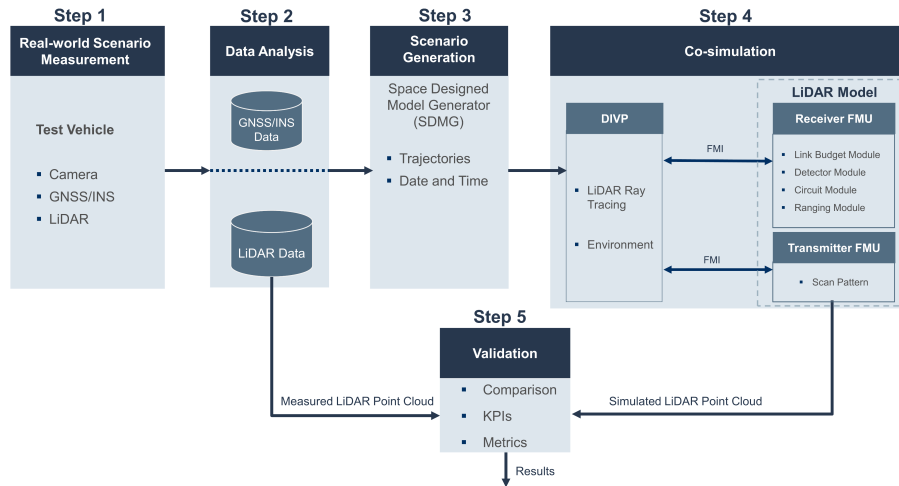 Step 1
Real-world Scenario
Measurement
Test Vehicle
Camera
GNSS/INS
LiDAR
Step 2
Data Analysis
GNSS/INS
Data
LiDAR Data
Step 3
Scenario
Generation
Space Designed
Model Generator
(SDMG)
Trajectories
Date and Time
Step 4
Co-simulation
DIVP
LiDAR Ray
Tracing
Environment
FMI
FMI
LiDAR Model
Receiver FMU
Link Budget Module
Detector Module
Circuit Module
Ranging Module
Transmitter FMU
Scan Pattern
Step 5
Validation
Comparison
KPIs
Metrics
Measured LiDAR Point Cloud
Simulated LiDAR Point Cloud
Results